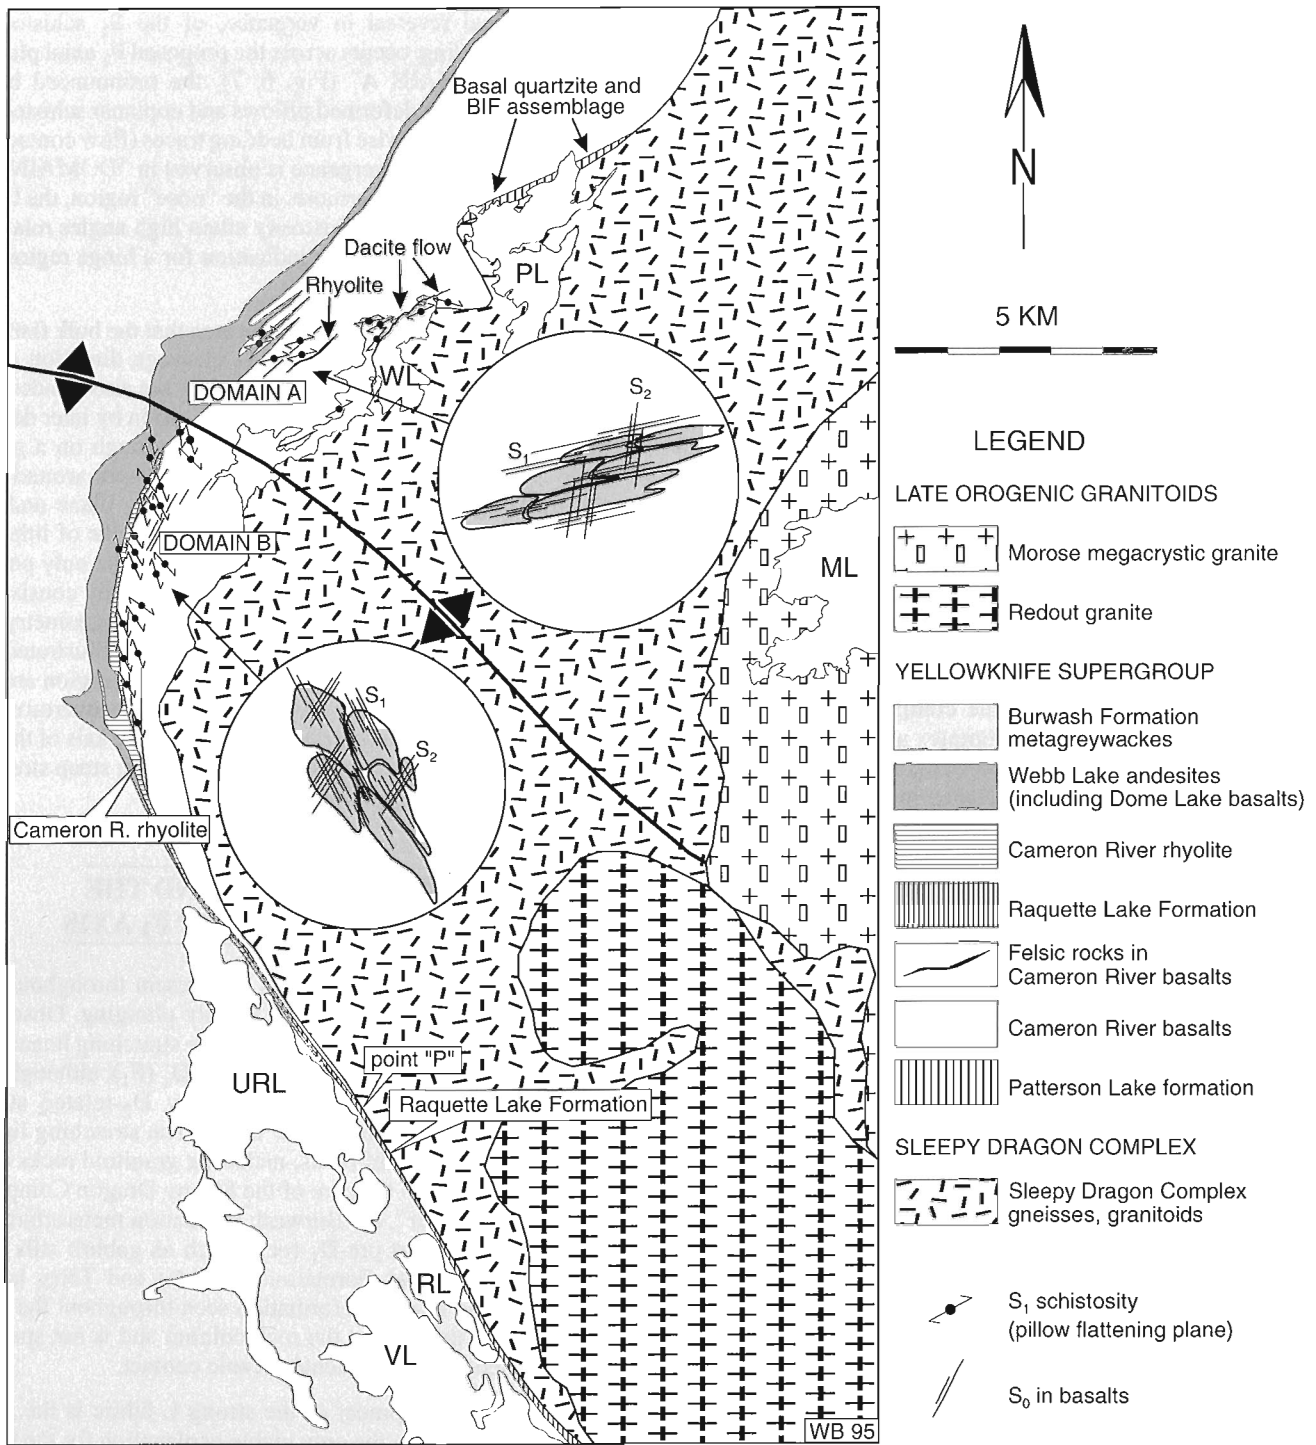 Basal quartzite and
BIF assemblage
N
Dacite flow
PL
Rhyolite
5 KM
WL
DOMAIN A
S2
S1
LEGEND
LATE OROGENIC GRANITOIDS
Morose megacrystic granite
DOMAIN B
ML
Redout granite
YELLOWKNIFE SUPERGROUP
S1
Burwash Formation
metagreywackes
S2
Webb Lake andesites
(including Dome Lake basalts)
Cameron R. rhyolite
Cameron River rhyolite
Raquette Lake Formation
Felsic rocks in
Cameron River basalts
Cameron River basalts
point "P"
URL
Patterson Lake formation
Raquette Lake Formation
SLEEPY DRAGON COMPLEX
Sleepy Dragon Complex
gneisses, granitoids
RL
S1 schistosity
(pillow flattening plane)
VL
S0 in basalts
WB 95